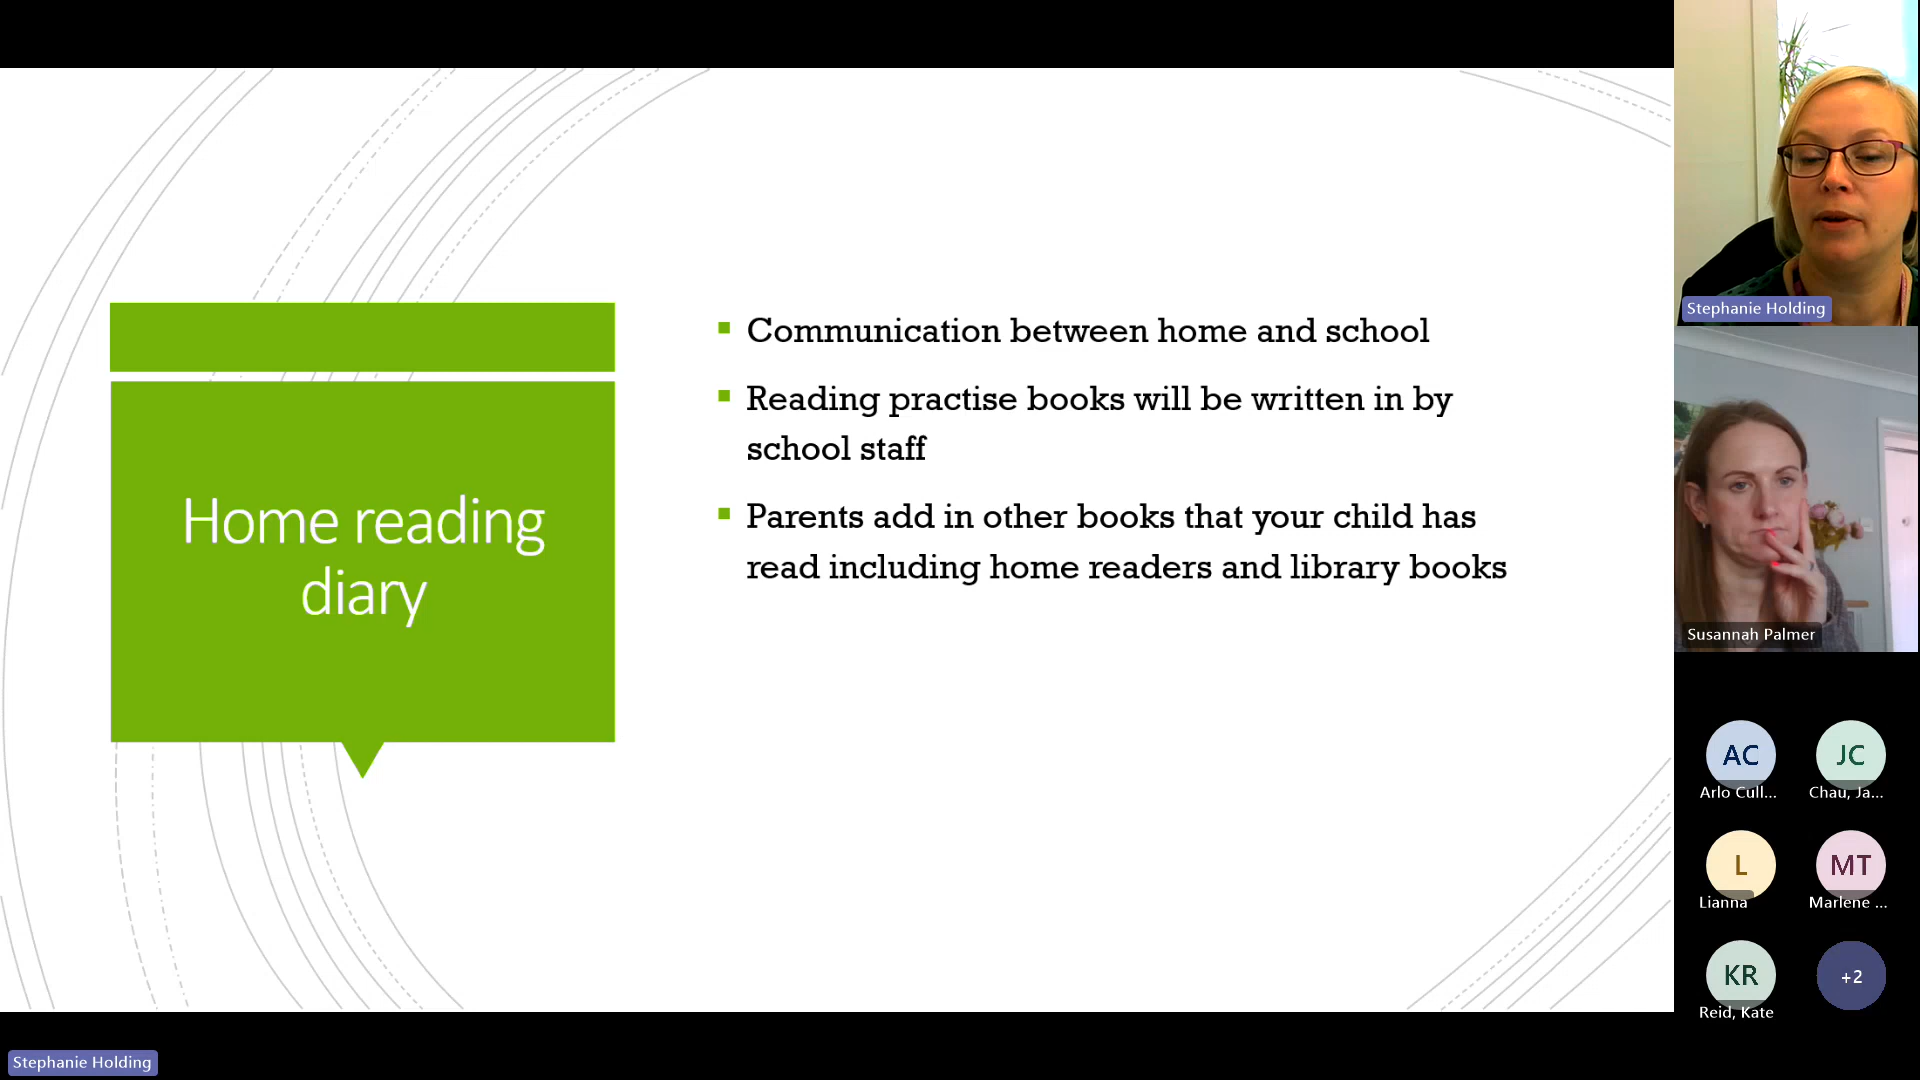 Home reading
diary
Communication between home and school
Reading practise books will be written in by
school staff
Parents add in other books that your child has
read including home readers and library books
Stephanie Holding
Susannah Palmer
AC
Arlo Cull...
JC
Chau, Ja...
L
Lianna
MT
Marlene ...
KR
Reid, Kate
+2
Stephanie Holding